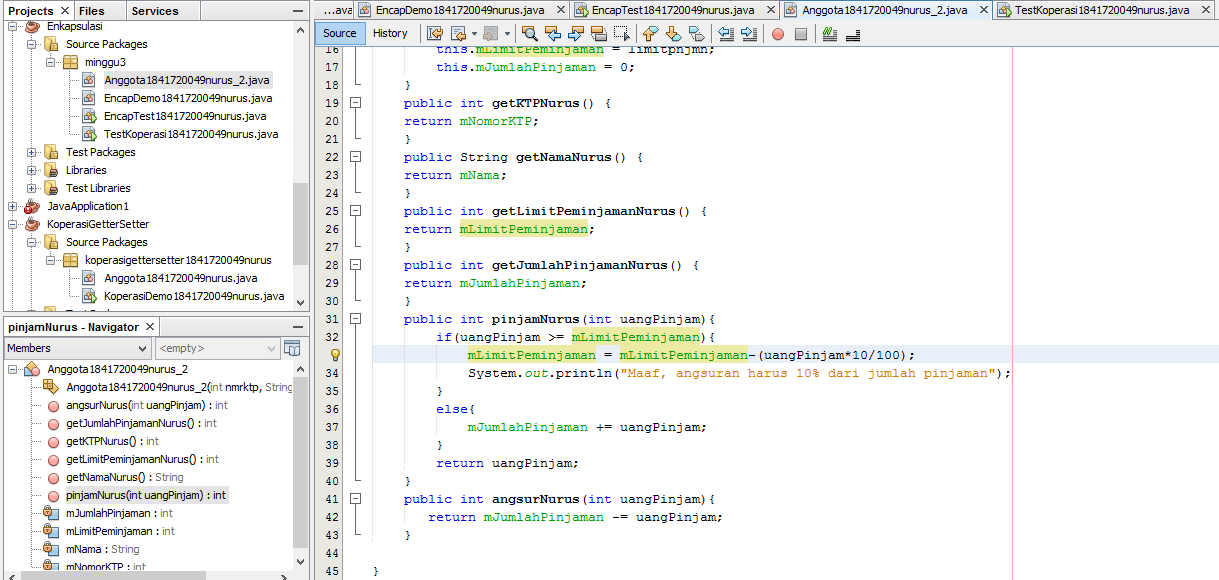 Projects × Files Services
Encapsulasi
Source Packages
minggu3
Anggota1841720049nurus_2.java
EncapDemo1841720049nurus.java
EncapTest1841720049nurus.java
TestKoperasi1841720049nurus.java
Test Packages
Libraries
Test Libraries
JavaApplication1
KoperasiGetterSetter
Source Packages
koperasigettersetter1841720049nurus
Anggota1841720049nurus.java
KoperasiDemo1841720049nurus.java
pinjamNurus - Navigator ×
Members <empty>
Anggota1841720049nurus_2
Anggota1841720049nurus_2(int nmrktp, String
angsurNurus(int uangPinjam) : int
getJumlahPinjamanNurus() : int
getKTPNurus() : int
getLimitPeminjamanNurus() : int
getNamaNurus() : String
pinjamNurus(int uangPinjam) : int
mJumlahPinjaman : int
mLimitPeminjaman : int
mNama : String
mNomorKTP : int
...ava EncapDemo1841720049nurus.java × EncapTest1841720049nurus.java × Anggota1841720049nurus_2.java × TestKoperasi1841720049nurus.java ×
Source History
16 this.mLimitPeminjaman = limitpnjmn;
17 this.mJumlahPinjaman = 0;
18 }
19 public int getKTPNurus() {
20 return mNomorKTP;
21 }
22 public String getNamaNurus() {
23 return mNama;
24 }
25 public int getLimitPeminjamanNurus() {
26 return mLimitPeminjaman;
27 }
28 public int getJumlahPinjamanNurus() {
29 return mJumlahPinjaman;
30 }
31 public int pinjamNurus(int uangPinjam){
32 if(uangPinjam >= mLimitPeminjaman){
mLimitPeminjaman = mLimitPeminjaman-(uangPinjam*10/100);
34 System.out.println("Maaf, angsuran harus 10% dari jumlah pinjaman");
35 }
36 else{
37 mJumlahPinjaman += uangPinjam;
38 }
39 return uangPinjam;
40 }
41 public int angsurNurus(int uangPinjam){
42 return mJumlahPinjaman -= uangPinjam;
43 }
44
45 }